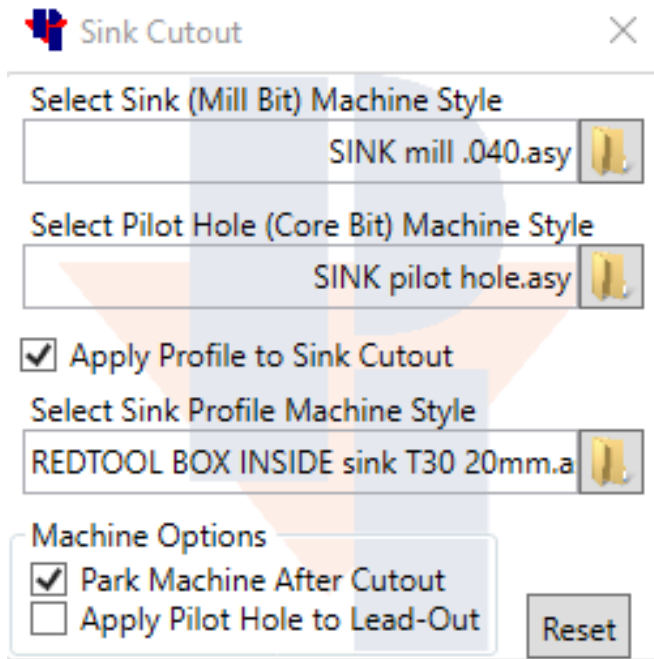 Sink Cutout
Select Sink (Mill Bit) Machine Style
SINK mill .040.asy
Select Pilot Hole (Core Bit) Machine Style
SINK pilot hole.asy
Apply Profile to Sink Cutout
Select Sink Profile Machine Style
REDTOOL BOX INSIDE sink T30 20mm.a
Machine Options
Park Machine After Cutout
Apply Pilot Hole to Lead-Out
Reset